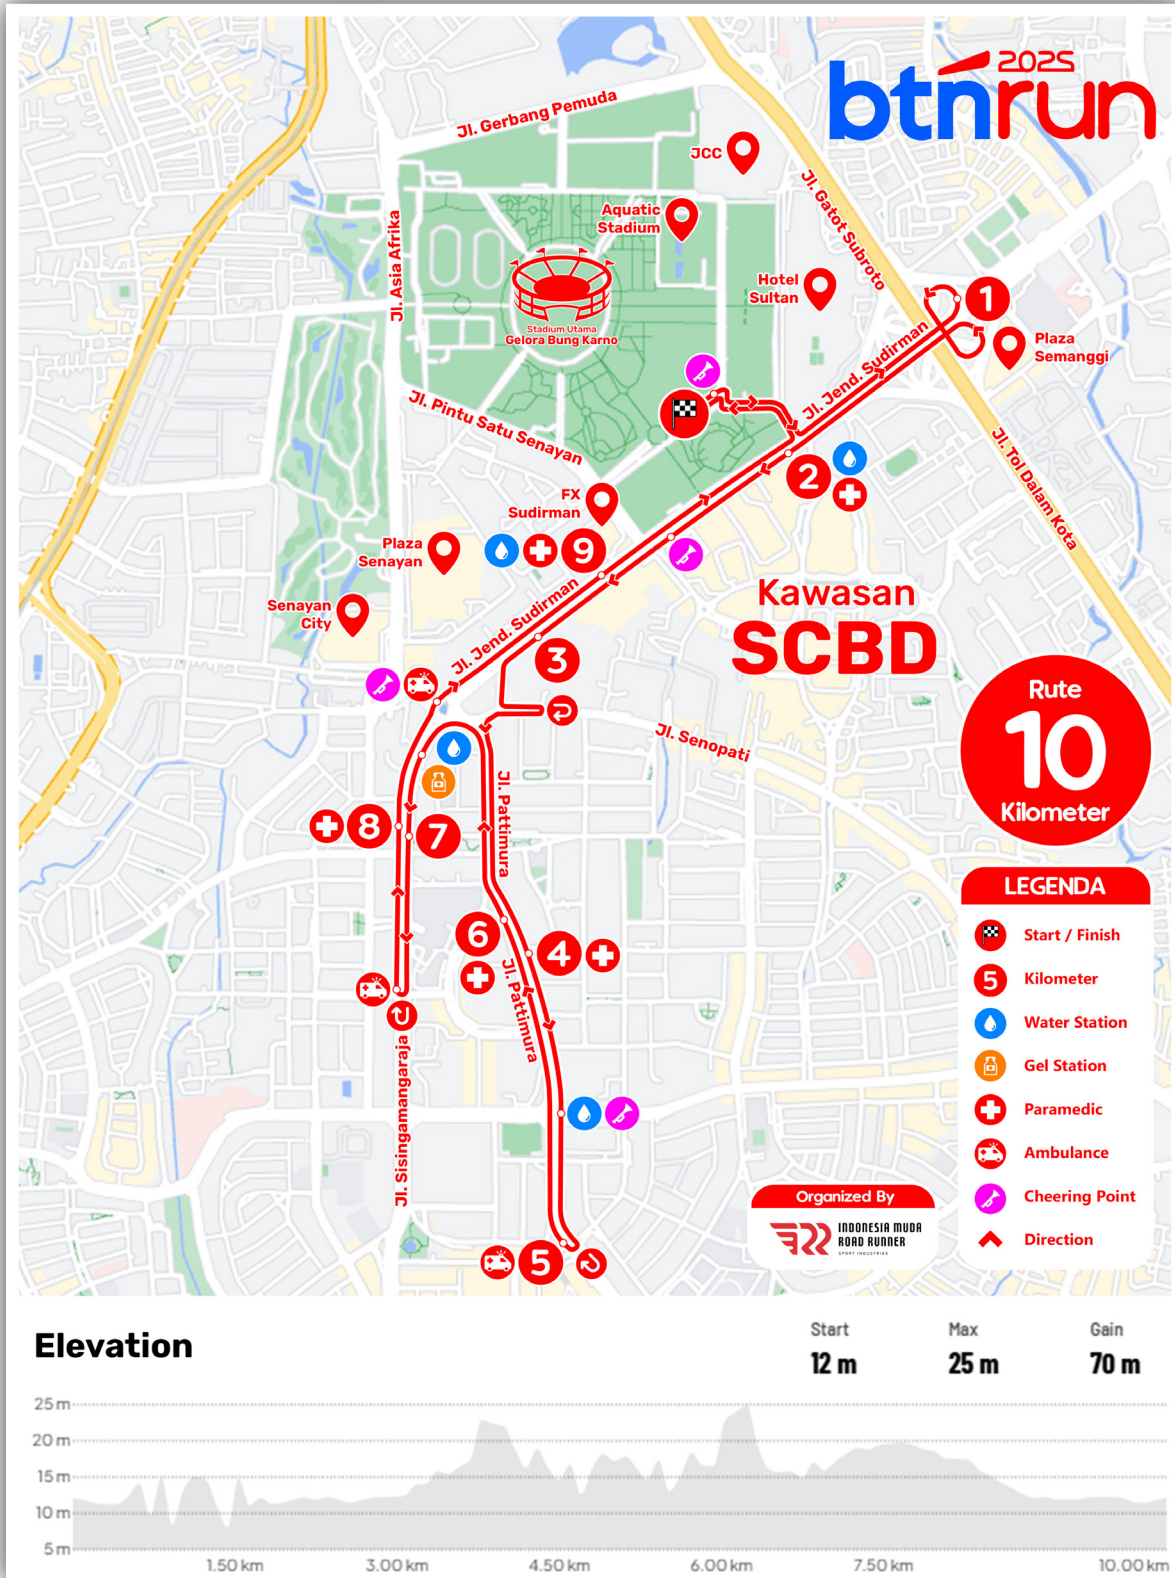 2025
btnrun
Jl. Gerbang Pemuda
JCC
Jl. Gatot Subroto
Aquatic
Stadium
Jl. Asia Afrika
Hotel
Sultan
1
Stadium Utama
Gelora Bung Karno
Plaza
Semanggi
Jl. Jend. Sudirman
Jl. Pintu Satu Senayan
Jl. Tol Dalam Kota
2
FX
Sudirman
Plaza
Senayan
9
Kawasan
SCBD
Senayan
City
Jl. Jend. Sudirman
3
Rute
10
Kilometer
Jl. Senopati
Jl. Pattimura
8
7
LEGENDA
Start / Finish
5 Kilometer
Water Station
Gel Station
Paramedic
Ambulance
Cheering Point
Direction
6
4
Jl. Pattimura
Jl. Sisingamangaraja
5
Organized By
INDONESIA MUDA
ROAD RUNNER
SPORT INDUSTRIES
Elevation
Start
12 m
Max
25 m
Gain
70 m
25 m
20 m
15 m
10 m
5 m
1.50 km
3.00 km
4.50 km
6.00 km
7.50 km
10.00 km